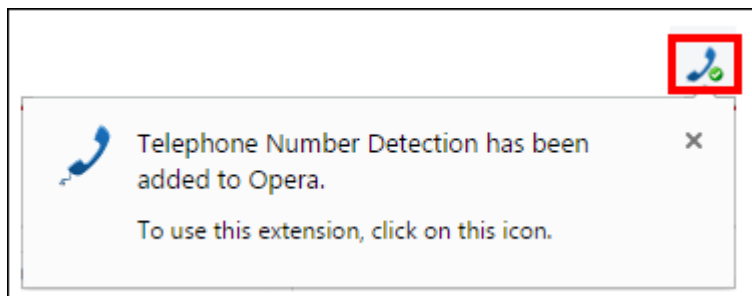 Telephone Number Detection has been
added to Opera.
To use this extension, click on this icon.